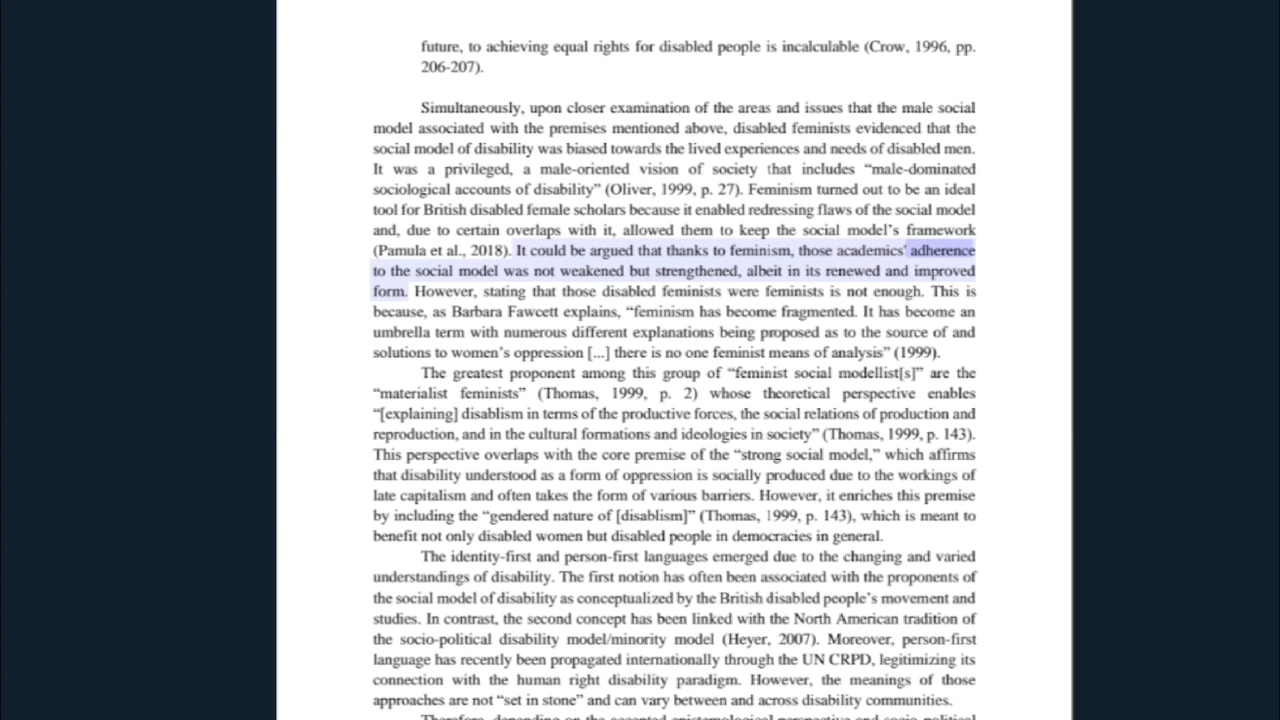 future, to achieving equal rights for disabled people is incalculable (Crow, 1996, pp.
206-207).
Simultaneously, upon closer examination of the areas and issues that the male social
model associated with the premises mentioned above, disabled feminists evidenced that the
social model of disability was biased towards the lived experiences and needs of disabled men.
It was a privileged, a male-oriented vision of society that includes “male-dominated
sociological accounts of disability” (Oliver, 1999, p. 27). Feminism turned out to be an ideal
tool for British disabled female scholars because it enabled redressing flaws of the social model
and, due to certain overlaps with it, allowed them to keep the social model’s framework
(Pamula et al., 2018). It could be argued that thanks to feminism, those academics’ adherence
to the social model was not weakened but strengthened, albeit in its renewed and improved
form. However, stating that those disabled feminists were feminists is not enough. This is
because, as Barbara Fawcett explains, “feminism has become fragmented. It has become an
umbrella term with numerous different explanations being proposed as to the source of and
solutions to women’s oppression [...] there is no one feminist means of analysis” (1999).
The greatest proponent among this group of “feminist social modellist[s]” are the
“materialist feminists” (Thomas, 1999, p. 2) whose theoretical perspective enables
“[explaining] disablism in terms of the productive forces, the social relations of production and
reproduction, and in the cultural formations and ideologies in society” (Thomas, 1999, p. 143).
This perspective overlaps with the core premise of the “strong social model,” which affirms
that disability understood as a form of oppression is socially produced due to the workings of
late capitalism and often takes the form of various barriers. However, it enriches this premise
by including the “gendered nature of [disablism]” (Thomas, 1999, p. 143), which is meant to
benefit not only disabled women but disabled people in democracies in general.
The identity-first and person-first languages emerged due to the changing and varied
understandings of disability. The first notion has often been associated with the proponents of
the social model of disability as conceptualized by the British disabled people’s movement and
studies. In contrast, the second concept has been linked with the North American tradition of
the socio-political disability model/minority model (Heyer, 2007). Moreover, person-first
language has recently been propagated internationally through the UN CRPD, legitimizing its
connection with the human right disability paradigm. However, the meanings of those
approaches are not “set in stone” and can vary between and across disability communities.